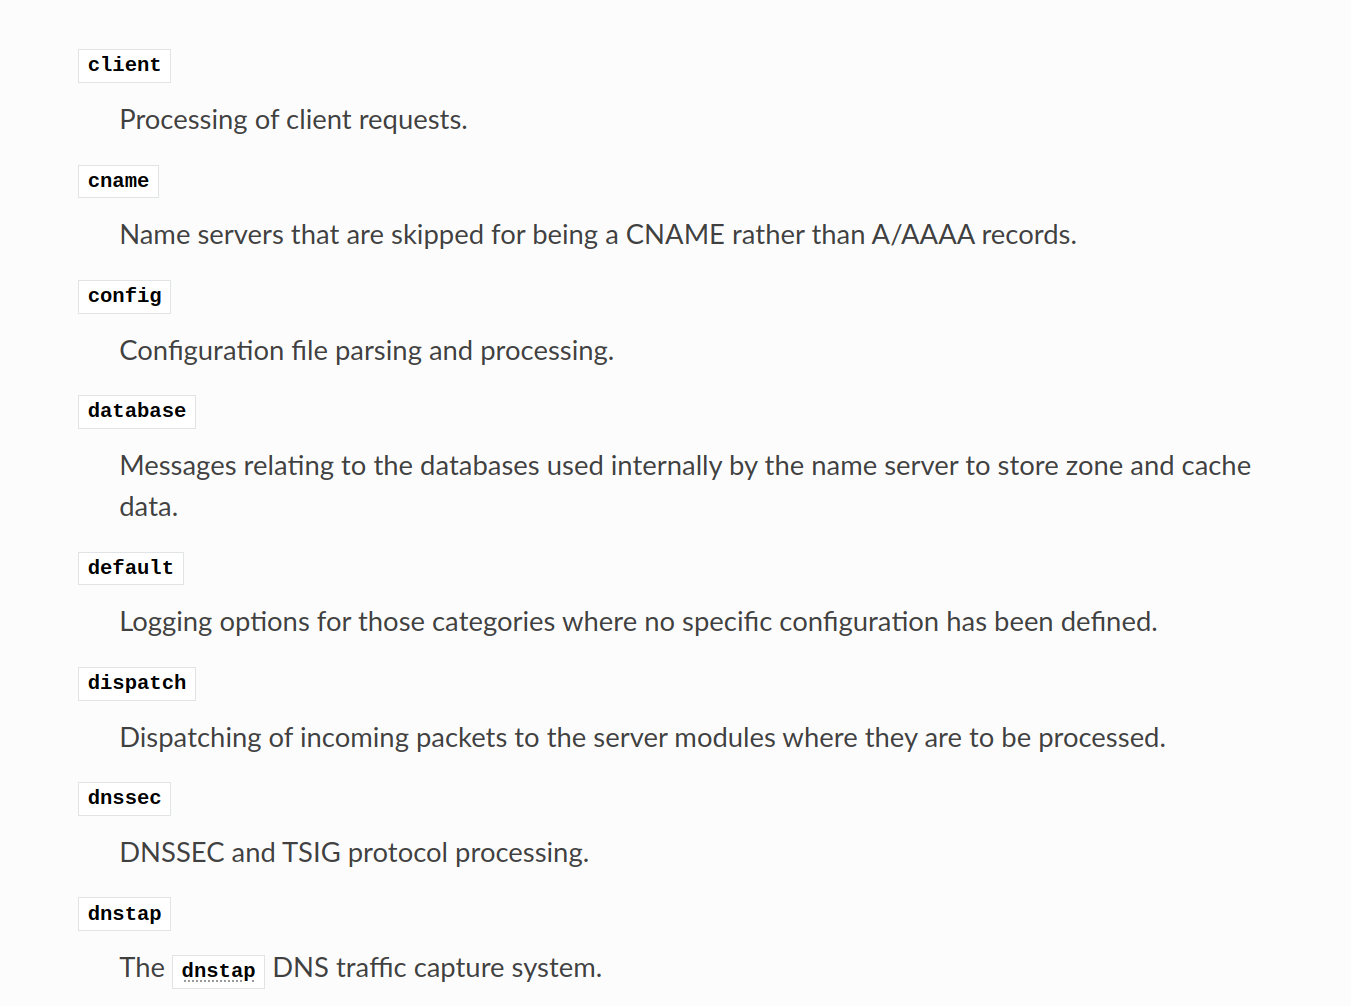 client
Processing of client requests.
cname
Name servers that are skipped for being a CNAME rather than A/AAAA records.
config
Configuration file parsing and processing.
database
Messages relating to the databases used internally by the name server to store zone and cache
data.
default
Logging options for those categories where no specific configuration has been defined.
dispatch
Dispatching of incoming packets to the server modules where they are to be processed.
dnssec
DNSSEC and TSIG protocol processing.
dnstap
The dnstap DNS traffic capture system.